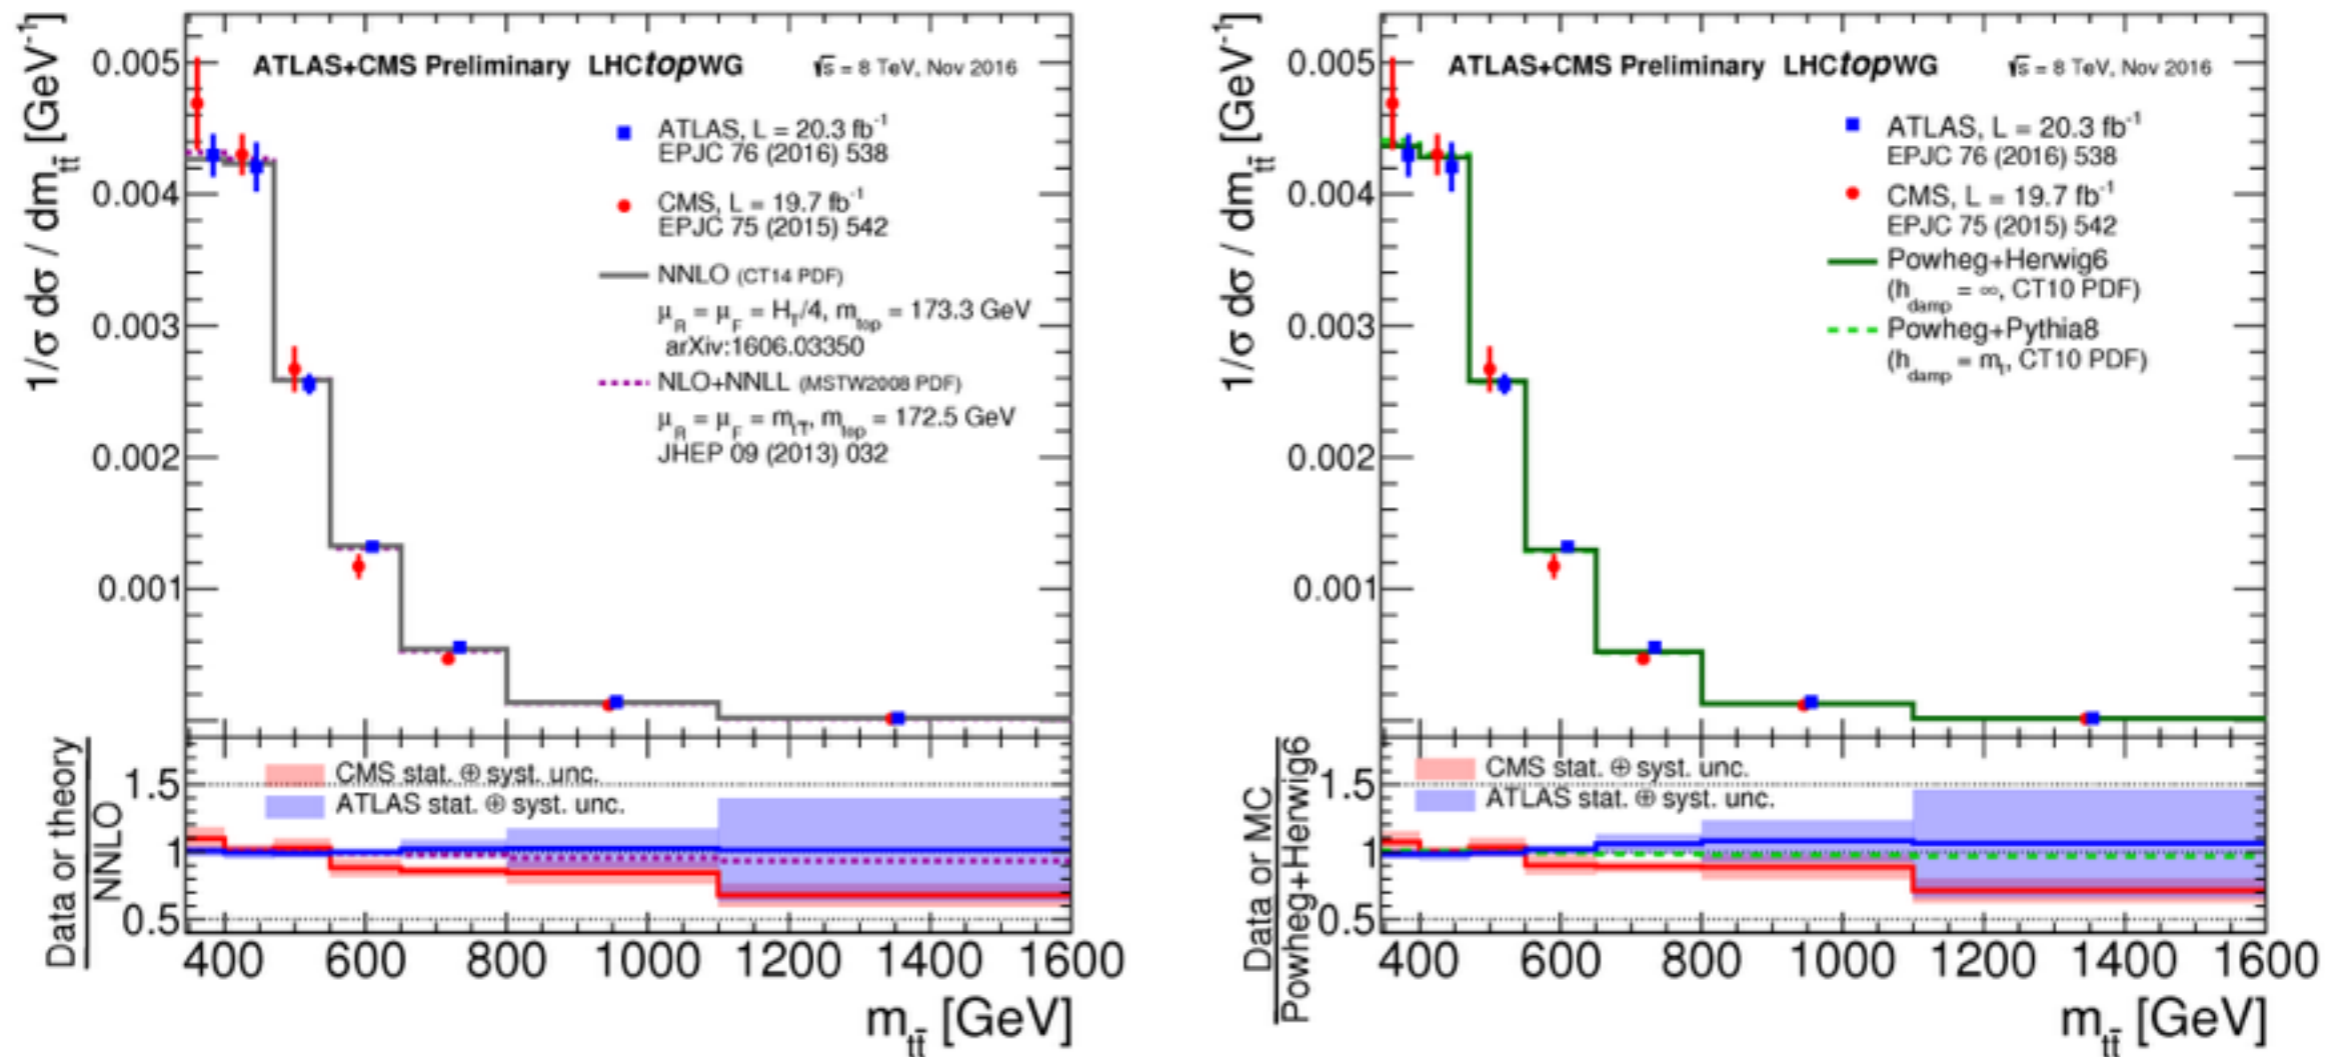 1/σ dσ / dm_tt̄ [GeV⁻¹]
0.005
0.004
0.003
0.002
0.001
ATLAS+CMS Preliminary LHCtopWG √s = 8 TeV, Nov 2016
ATLAS, L = 20.3 fb⁻¹
EPJC 76 (2016) 538
CMS, L = 19.7 fb⁻¹
EPJC 75 (2015) 542
NNLO (CT14 PDF)
μ_R = μ_F = H_T/4, m_top = 173.3 GeV
arXiv:1606.03350
NLO+NNLL (MSTW2008 PDF)
μ_R = μ_F = m_tT, m_top = 172.5 GeV
JHEP 09 (2013) 032
Data or theory
NNLO
1.5
1
0.5
CMS stat. ⊕ syst. unc.
ATLAS stat. ⊕ syst. unc.
400 600 800 1000 1200 1400 1600
m_tt̄ [GeV]
1/σ dσ / dm_tt̄ [GeV⁻¹]
0.005
0.004
0.003
0.002
0.001
ATLAS+CMS Preliminary LHCtopWG √s = 8 TeV, Nov 2016
ATLAS, L = 20.3 fb⁻¹
EPJC 76 (2016) 538
CMS, L = 19.7 fb⁻¹
EPJC 75 (2015) 542
Powheg+Herwig6
(h_damp = ∞, CT10 PDF)
Powheg+Pythia8
(h_damp = m_t, CT10 PDF)
Data or MC
Powheg+Herwig6
1.5
1
0.5
CMS stat. ⊕ syst. unc.
ATLAS stat. ⊕ syst. unc.
400 600 800 1000 1200 1400 1600
m_tt̄ [GeV]